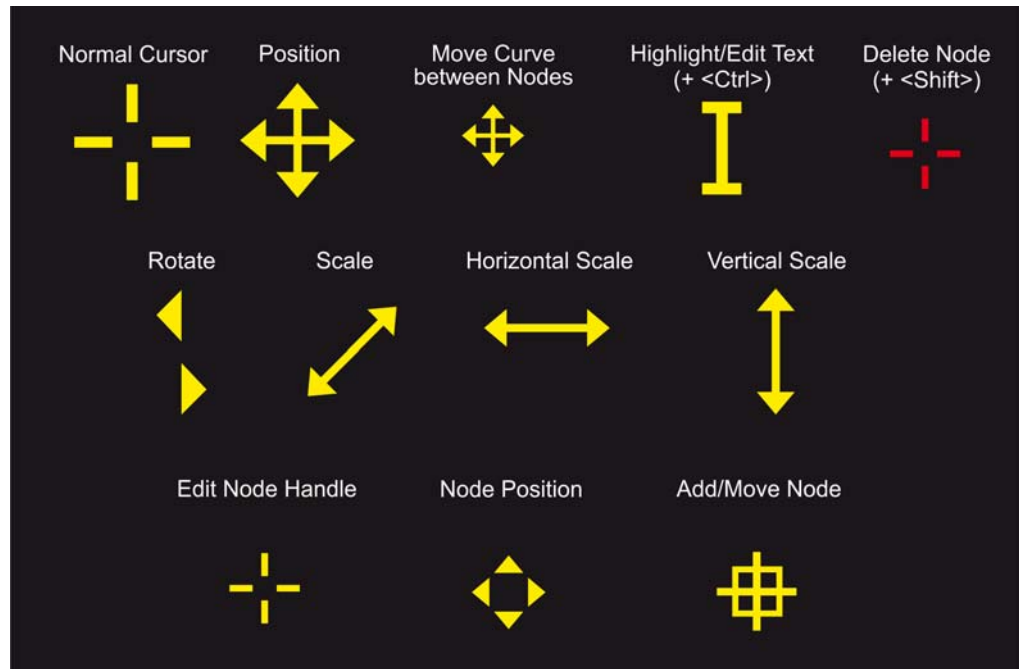 Normal Cursor
Position
Move Curve
between Nodes
Highlight/Edit Text
(+ <Ctrl>)
Delete Node
(+ <Shift>)
Rotate
Scale
Horizontal Scale
Vertical Scale
Edit Node Handle
Node Position
Add/Move Node